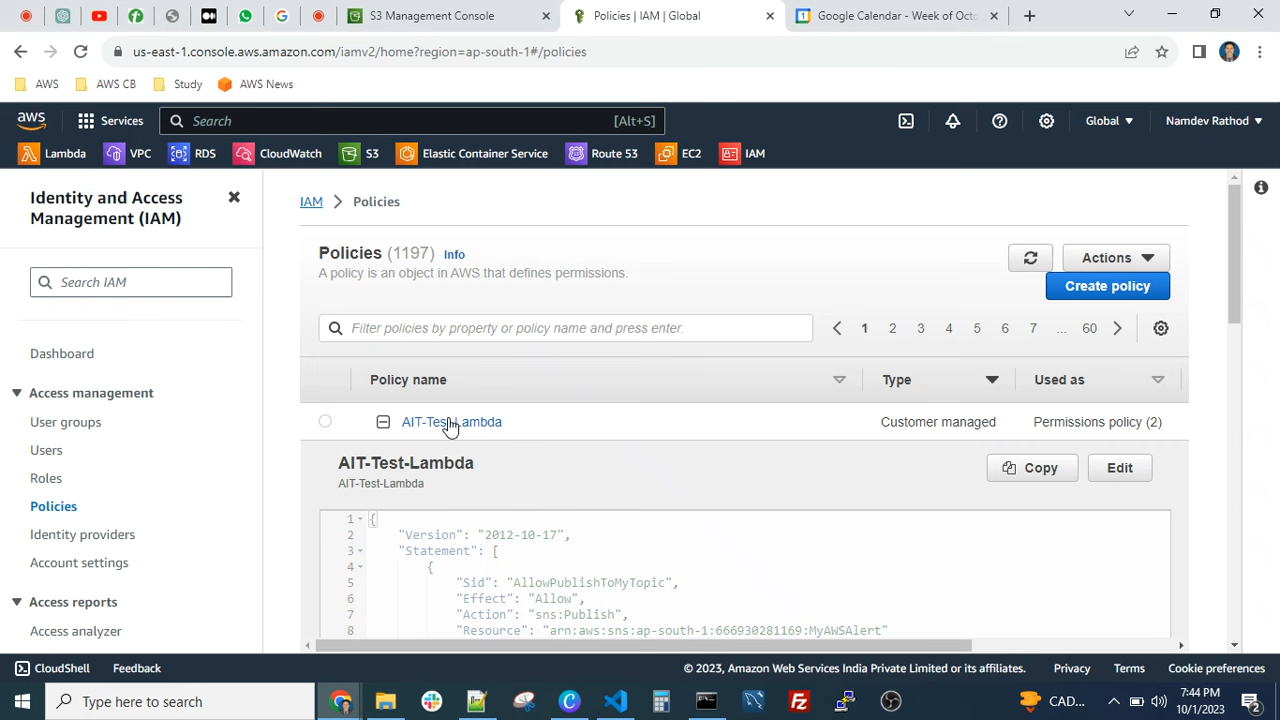 S3 Management Console
Policies | IAM | Global
Google Calendar - Week of Octo
us-east-1.console.aws.amazon.com/iamv2/home?region=ap-south-1#/policies
AWS
AWS CB
Study
AWS News
aws
Services
Search
[Alt+S]
Global
Namdev Rathod
Lambda
VPC
RDS
CloudWatch
S3
Elastic Container Service
Route 53
EC2
IAM
Identity and Access
Management (IAM)
Search IAM
Dashboard
Access management
User groups
Users
Roles
Policies
Identity providers
Account settings
Access reports
Access analyzer
IAM > Policies
Policies (1197) Info
A policy is an object in AWS that defines permissions.
Actions
Create policy
Filter policies by property or policy name and press enter.
1 2 3 4 5 6 7 ... 60
Policy name
Type
Used as
AIT-Test-Lambda
Customer managed
Permissions policy (2)
AIT-Test-Lambda
AIT-Test-Lambda
Copy
Edit
1 {
2 "Version": "2012-10-17",
3 "Statement": [
4 {
5 "Sid": "AllowPublishToMyTopic",
6 "Effect": "Allow",
7 "Action": "sns:Publish",
8 "Resource": "arn:aws:sns:ap-south-1:666930281169:MyAWSAlert"
CloudShell
Feedback
© 2023, Amazon Web Services India Private Limited or its affiliates.
Privacy
Terms
Cookie preferences
Type here to search
CAD...
7:44 PM
10/1/2023
2